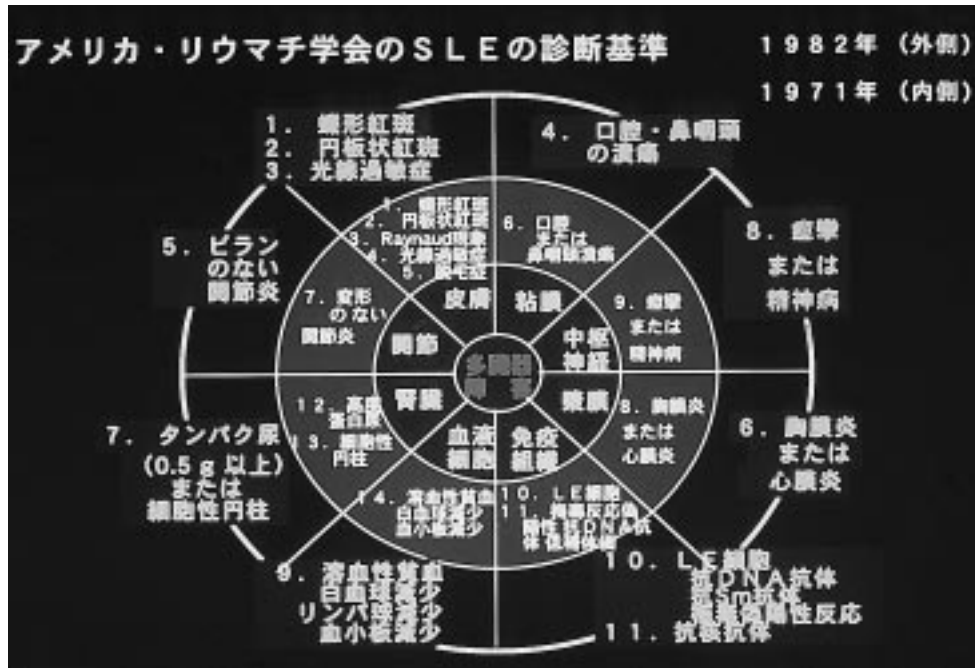 アメリカ・リウマチ学会のＳＬＥの診断基準
１９８２年（外側）
１９７１年（内側）
１．蝶形紅斑
２．円板状紅斑
３．光線過敏症
４．口腔・鼻咽頭
の潰瘍
５．ビラン
のない
関節炎
８．痙攣
または
精神病
７．タンパク尿
（0.5ｇ以上）
または
細胞性円柱
６．胸膜炎
または
心膜炎
９．溶血性貧血
白血球減少
リンパ球減少
血小板減少
１０．ＬＥ細胞
抗ＤＮＡ抗体
抗Sm抗体
梅毒偽陽性反応
１１．抗核抗体
１．蝶形紅斑
２．円板状紅斑
３．Raynaud現象
４．光線過敏症
５．脱毛症
６．口腔
または
鼻咽頭潰瘍
７．変形
のない
関節炎
９．痙攣
または
精神病
１２．高度
蛋白尿
１３．細胞性
円柱
８．胸膜炎
または
心膜炎
１４．溶血性貧血
白血球減少
血小板減少
１０．ＬＥ細胞
１１．梅毒反応偽
陽性 抗ＤＮＡ抗
皮膚
粘膜
関節
中枢
神経
腎臓
漿膜
血液
細胞
免疫
組織
多臓器